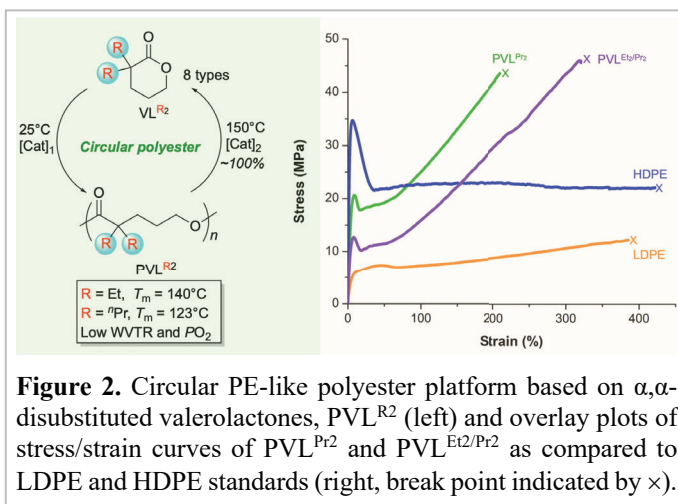 R
O
R
O
8 types
VL^R2
25°C
[Cat]1
Circular polyester
150°C
[Cat]2
~100%
O
O
n
R
R
PVL^R2
R = Et, Tm = 140°C
R = ⁿPr, Tm = 123°C
Low WVTR and PO2
50
40
30
20
10
0
Stress (MPa)
PVL^Pr2
PVL^Et2/Pr2
HDPE
LDPE
0
100
200
300
400
Strain (%)
Figure 2. Circular PE-like polyester platform based on α,α-
disubstituted valerolactones, PVL^R2 (left) and overlay plots of
stress/strain curves of PVL^Pr2 and PVL^Et2/Pr2 as compared to
LDPE and HDPE standards (right, break point indicated by ×).